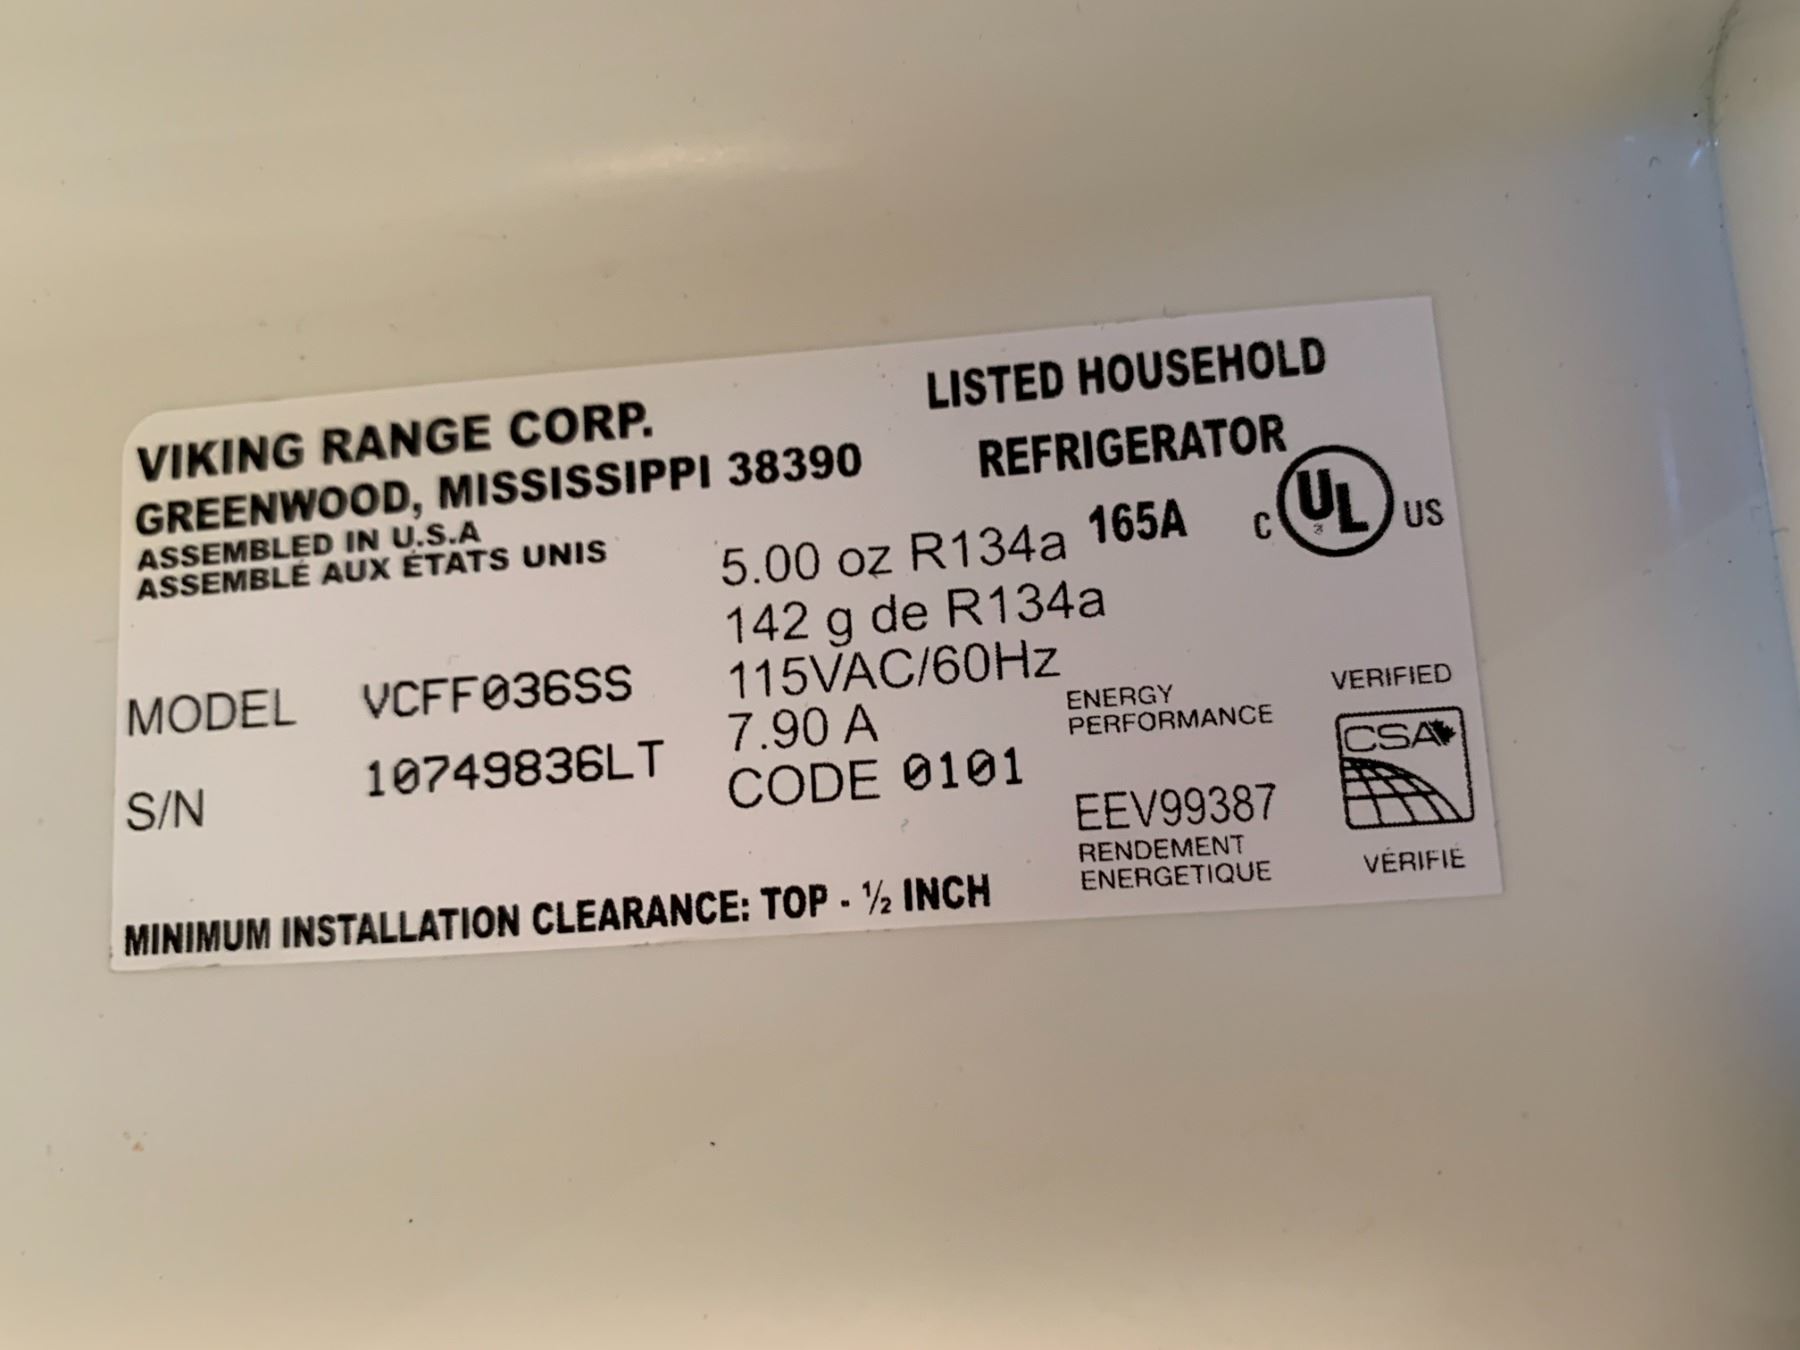 VIKING RANGE CORP.
GREENWOOD, MISSISSIPPI 38390
ASSEMBLED IN U.S.A
ASSEMBLÉ AUX ÉTATS UNIS
LISTED HOUSEHOLD
REFRIGERATOR
165A
C UL US
5.00 oz R134a
142 g de R134a
115VAC/60Hz
7.90 A
CODE 0101
MODEL VCFF036SS
S/N 10749836LT
ENERGY
PERFORMANCE
EEV99387
RENDEMENT
ENERGETIQUE
VERIFIED
CSA
VÉRIFIÉ
MINIMUM INSTALLATION CLEARANCE: TOP - ½ INCH